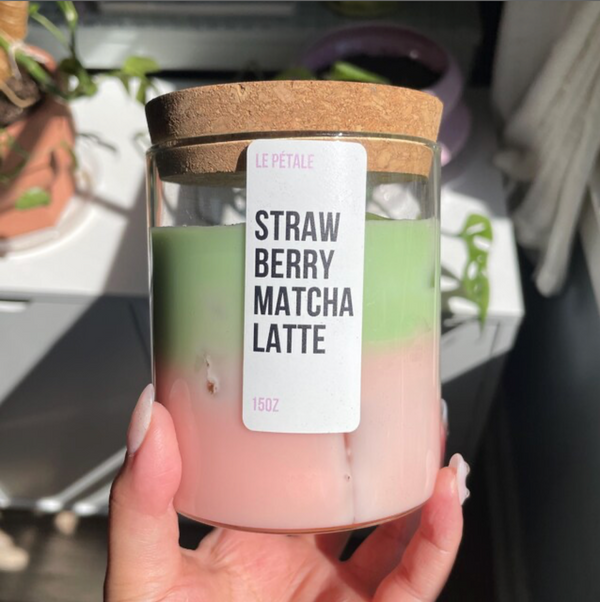 LE PÉTALE
STRAW
BERRY
MATCHA
LATTE
15OZ